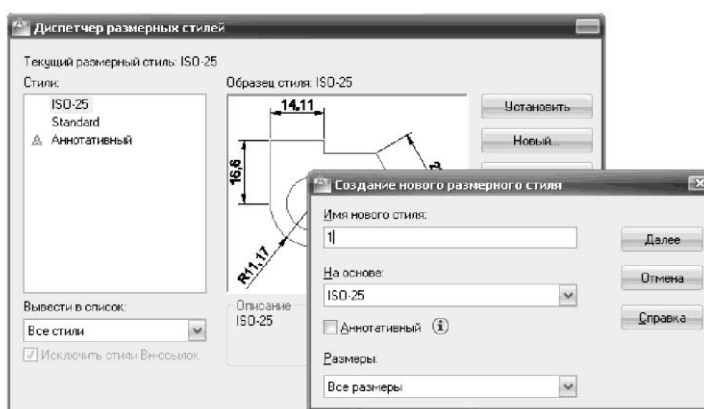 Диспетчер размерных стилей
Текущий размерный стиль: ISO-25
Стили:
ISO-25
Standard
Аннотативный
Образец стиля: ISO-25
14,11
16,6
R11,17
Установить
Новый...
Вывести в список:
Все стили
Исключить стили Вн-ссылок
Описание
ISO-25
Создание нового размерного стиля
Имя нового стиля:
1
На основе:
ISO-25
Аннотативный
Размеры:
Все размеры
Далее
Отмена
Справка